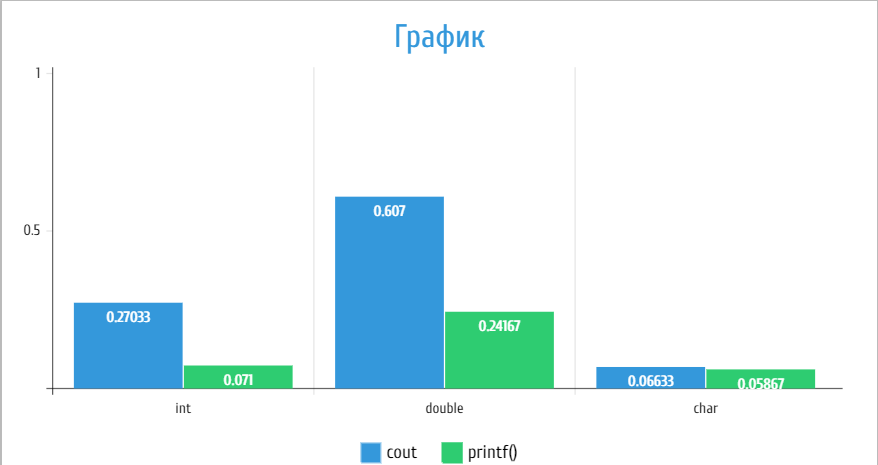 График
1
0.5
0.27033
0.071
0.607
0.24167
0.06633
0.05867
int
double
char
cout
printf()